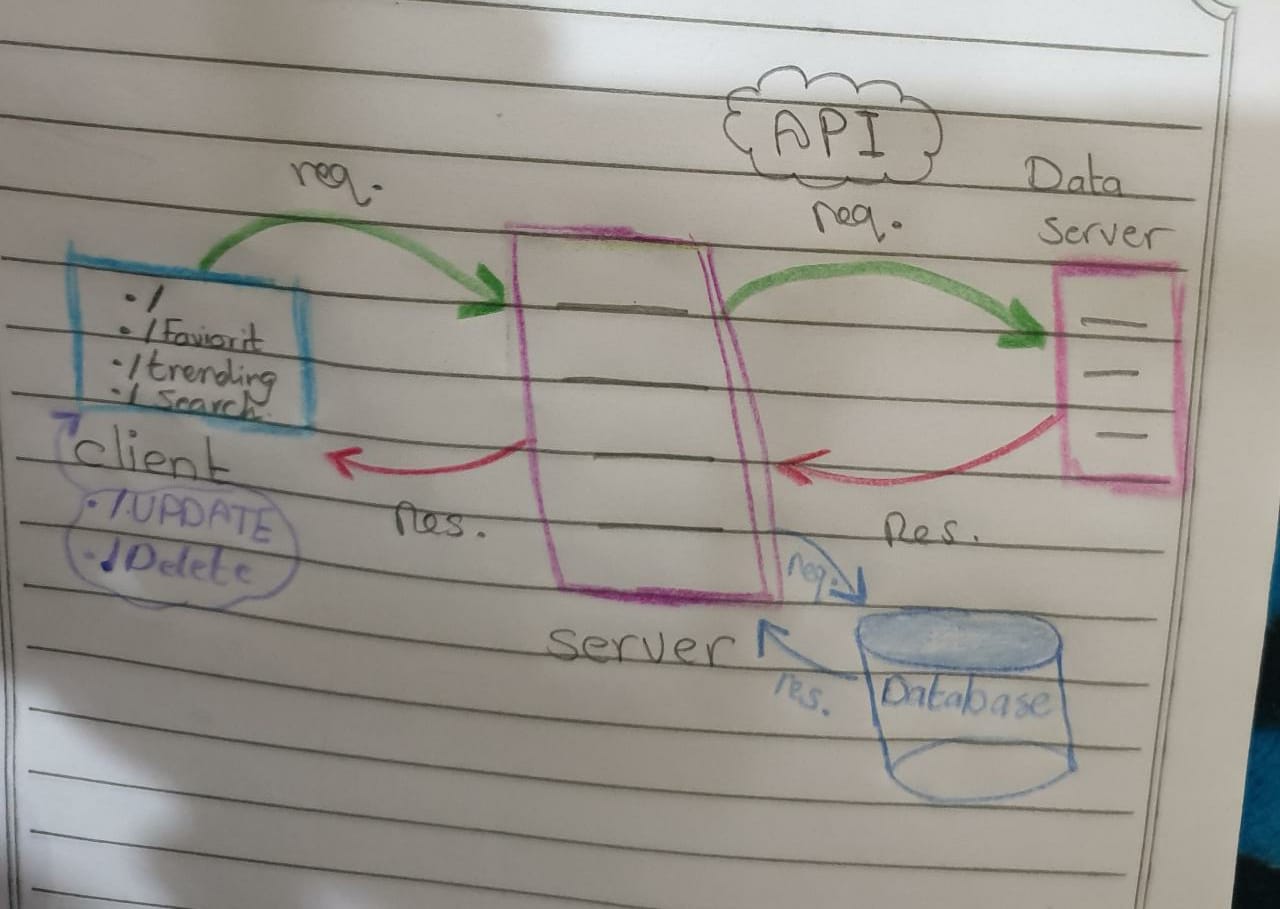 API
req.
req.
Data
server
• /
• /Faviorit
• /trending
• / Search.
client
• /UPDATE
• /Delete
res.
Res.
req.
server
res.
Database